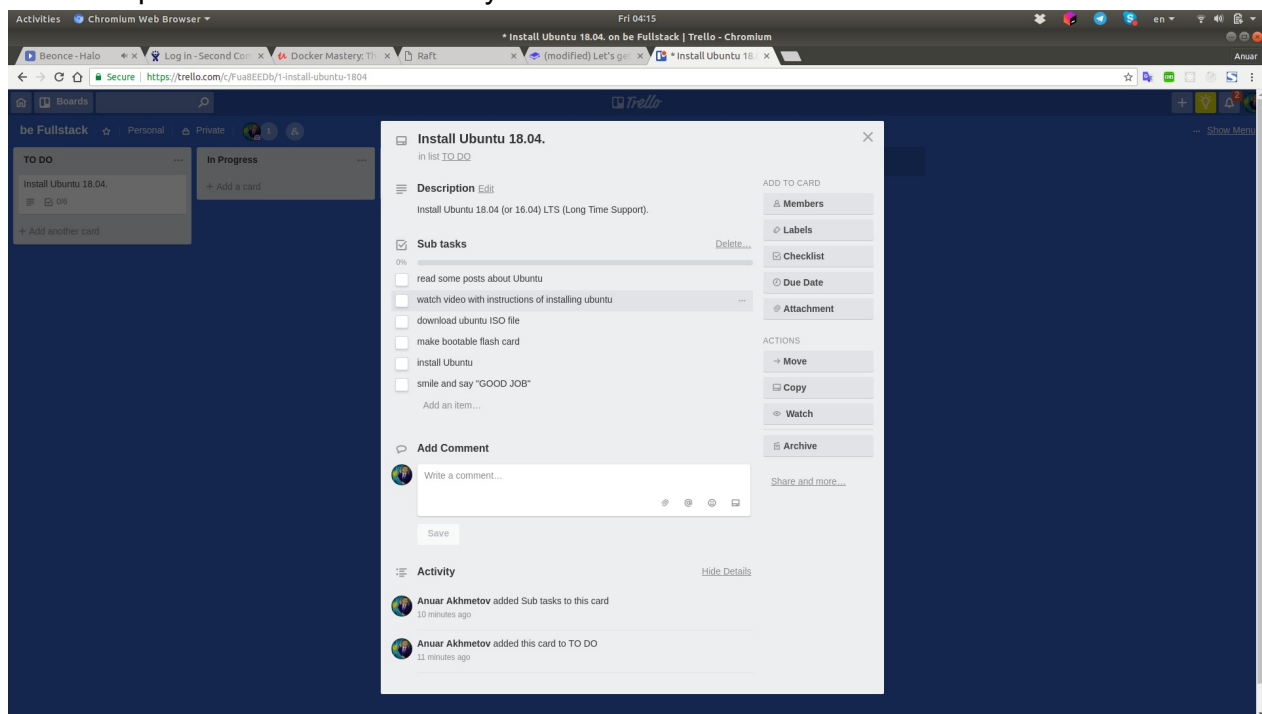 Activities Chromium Web Browser Fri 04:15 en
* Install Ubuntu 18.04. on be Fullstack | Trello - Chromium
Beonce - Halo Log in - Second Con Docker Mastery: Th Raft (modified) Let's ge * Install Ubuntu 18. Anuar
Secure | https://trello.com/c/Fua8EEDb/1-install-ubuntu-1804
Boards Trello 2
be Fullstack Personal Private 1 ... Show Menu
TO DO ...
Install Ubuntu 18.04.
0/6
+ Add another card
In Progress ...
+ Add a card
Install Ubuntu 18.04.
in list TO DO
Description Edit
Install Ubuntu 18.04 (or 16.04) LTS (Long Time Support).
Sub tasks Delete...
0%
read some posts about Ubuntu
watch video with instructions of installing ubuntu ...
download ubuntu ISO file
make bootable flash card
install Ubuntu
smile and say "GOOD JOB"
Add an item…
Add Comment
Write a comment…
@
Save
Activity Hide Details
Anuar Akhmetov added Sub tasks to this card
10 minutes ago
Anuar Akhmetov added this card to TO DO
11 minutes ago
ADD TO CARD
Members
Labels
Checklist
Due Date
Attachment
ACTIONS
→ Move
Copy
Watch
Archive
Share and more…